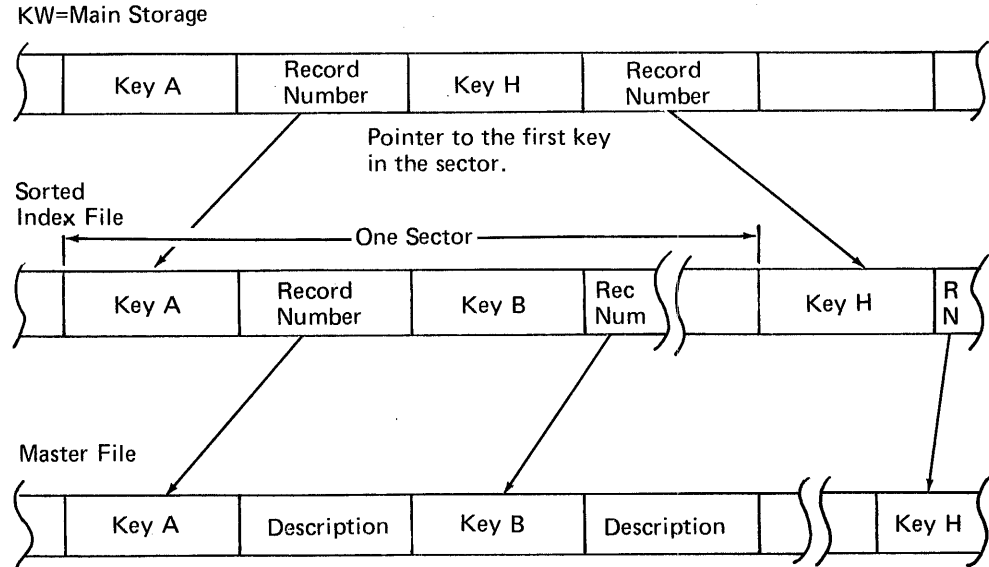 KW=Main Storage
Key A
Record
Number
Key H
Record
Number
Pointer to the first key
in the sector.
Sorted
Index File
One Sector
Key A
Record
Number
Key B
Rec
Num
Key H
R
N
Master File
Key A
Description
Key B
Description
Key H